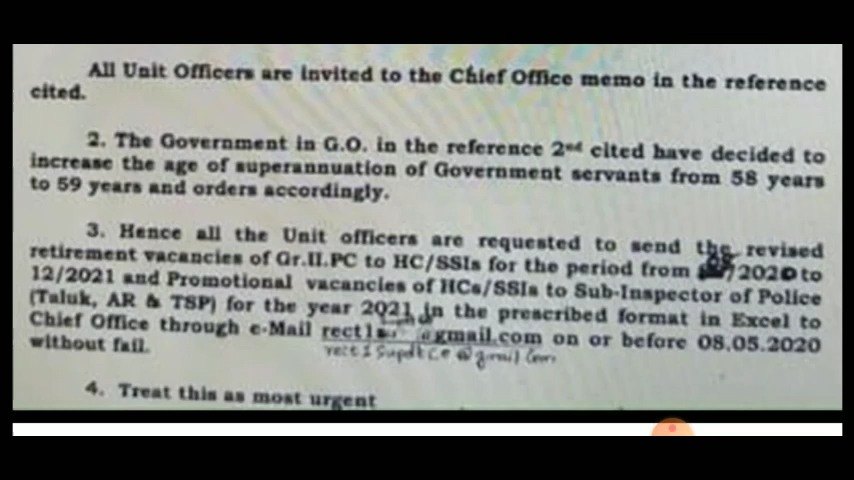 All Unit Officers are invited to the Chief Office memo in the reference
cited.
2. The Government in G.O. in the reference 2nd cited have decided to
increase the age of superannuation of Government servants from 58 years
to 59 years and orders accordingly.
3. Hence all the Unit officers are requested to send the revised
retirement vacancies of Gr.II.PC to HC/SSIs for the period from 05/2020 to
12/2021 and Promotional vacancies of HCs/SSIs to Sub-Inspector of Police
(Taluk, AR & TSP) for the year 2021 in the prescribed format in Excel to
Chief Office through e-Mail @gmail.com on or before 08.05.2020
rect1supdtce@gmail.com
without fail.
4. Treat this as most urgent